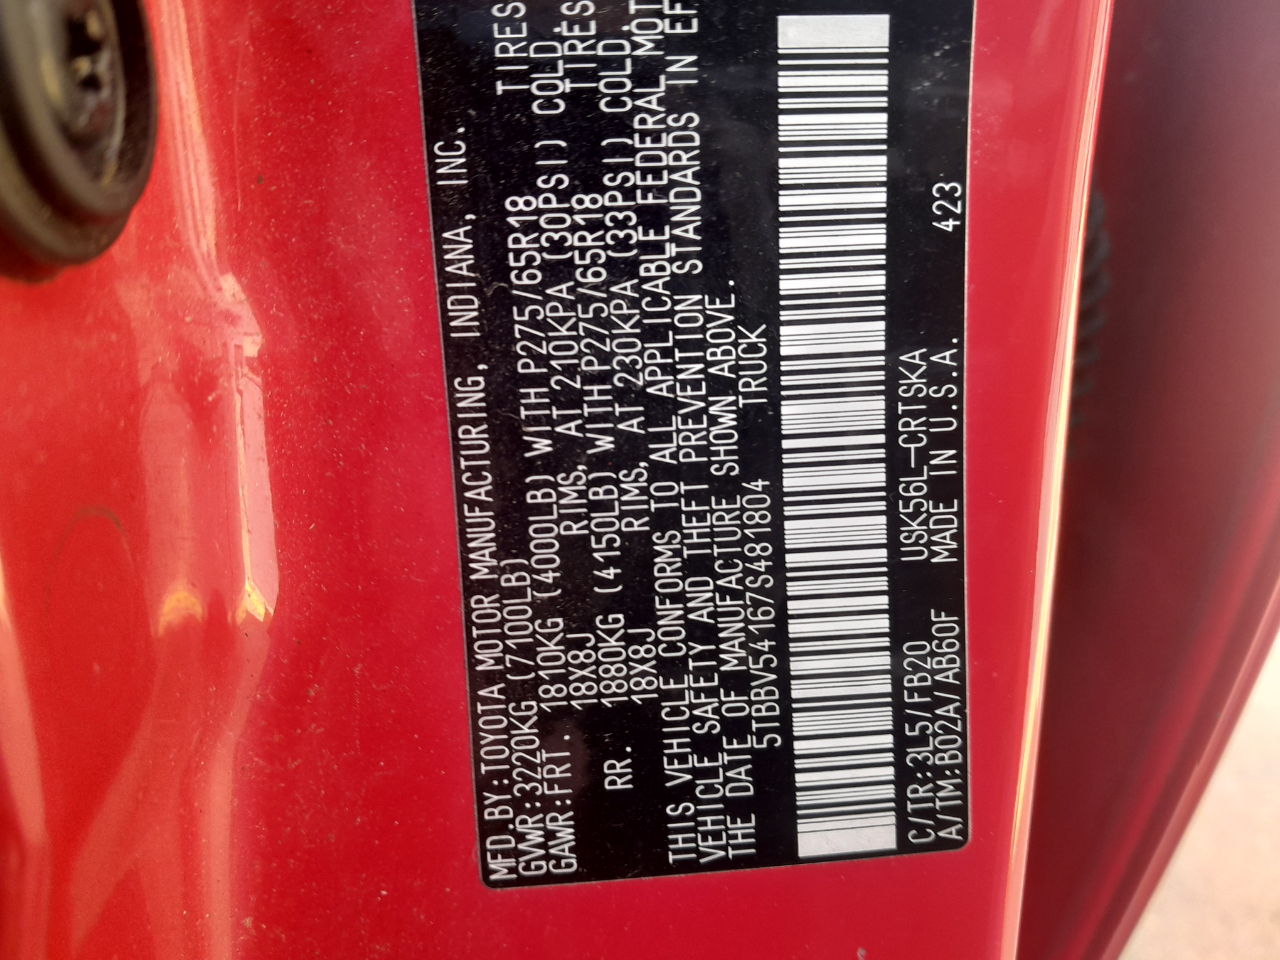 MFD.BY:TOYOTA MOTOR MANUFACTURING, INDIANA, INC.
GVWR:3220KG (7100LB)
GAWR:FRT. 1810KG (4000LB) WITH P275/65R18 TIRES
18X8J RIMS, AT 210KPA (30PSI) COLD.
RR. 1880KG (4150LB) WITH P275/65R18 TIRES
18X8J RIMS, AT 230KPA (33PSI) COLD.
THIS VEHICLE CONFORMS TO ALL APPLICABLE FEDERAL MOT
VEHICLE SAFETY AND THEFT PREVENTION STANDARDS IN EF
THE DATE OF MANUFACTURE SHOWN ABOVE.
5TBBV54167S481804 TRUCK
C/TR:3L5/FB20 USK56L-CRTSKA 423
A/TM:B02A/AB60F MADE IN U.S.A.